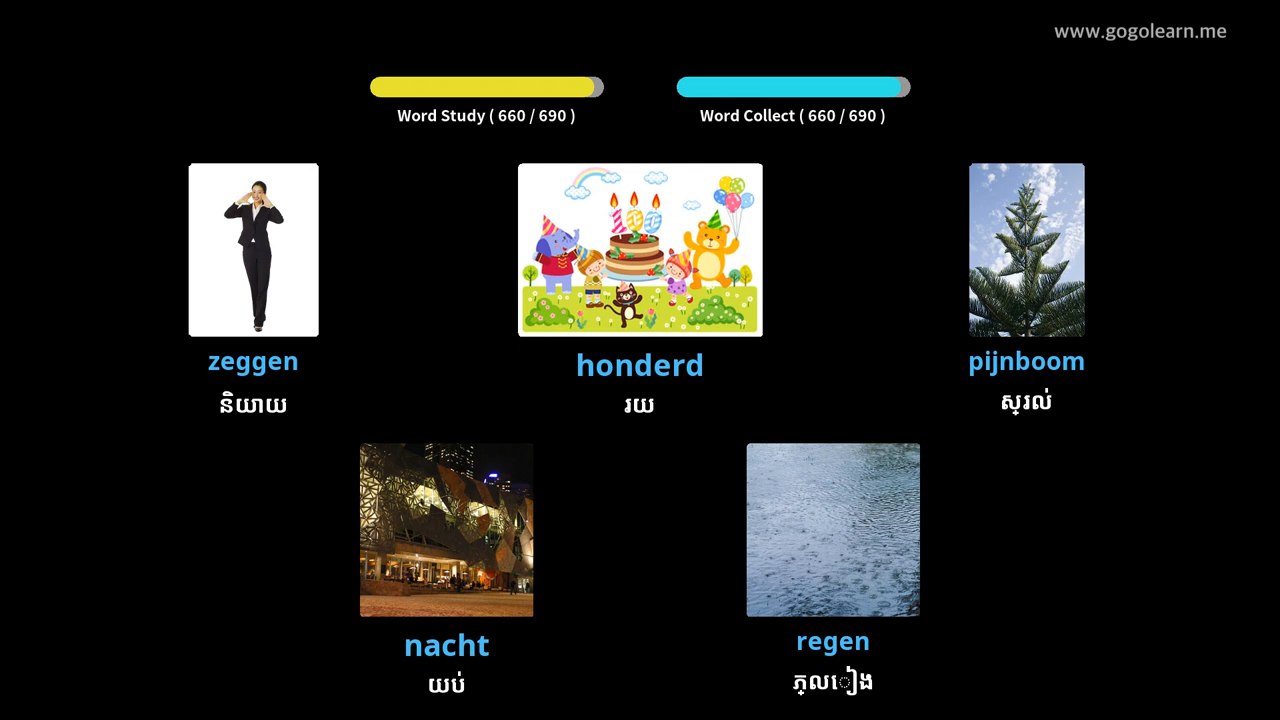 www.gogolearn.me
Word Study ( 660 / 690 )
Word Collect ( 660 / 690 )
100
zeggen
honderd
pijnboom
និយាយ
រយ
ស្រល់
nacht
regen
យប់
ភ្លៀង